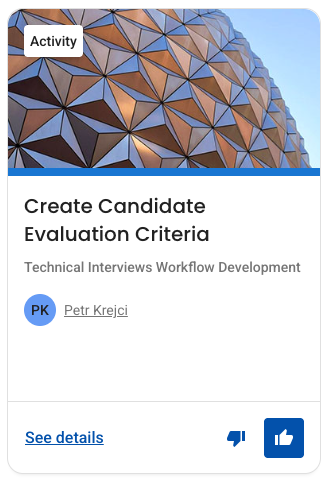 Activity
Create Candidate
Evaluation Criteria
Technical Interviews Workflow Development
PK
Petr Krejci
See details